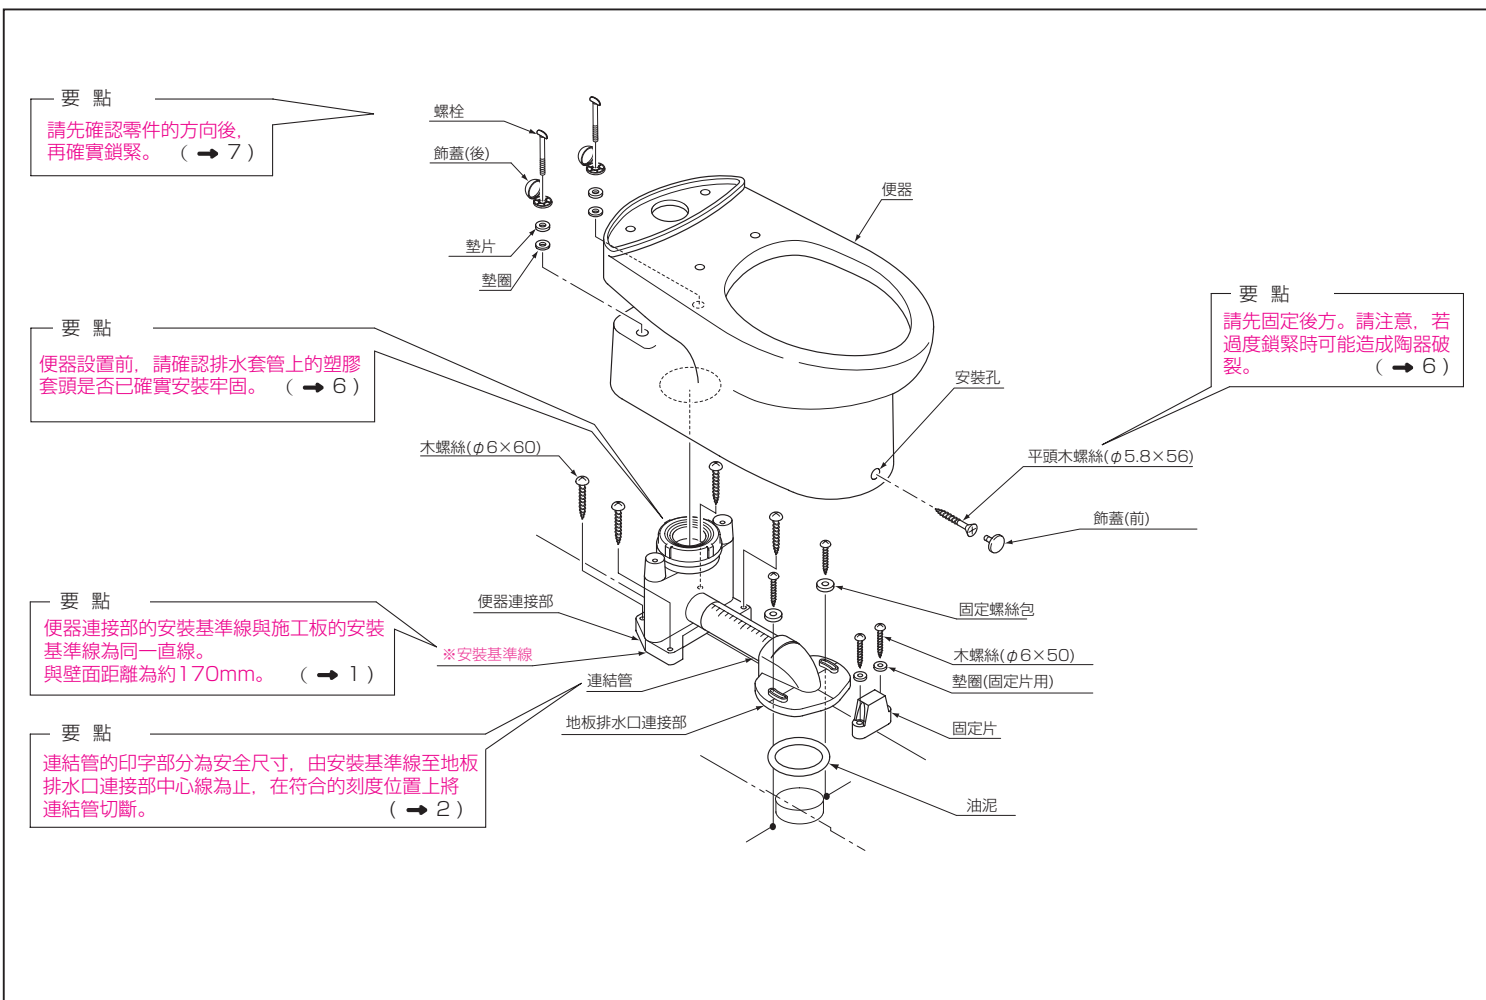 要 點
請先確認零件的方向後，
再確實鎖緊。 （ ➡ 7 ）
螺栓
飾蓋(後)
墊片
墊圈
便器
要 點
便器設置前，請確認排水套管上的塑膠
套頭是否已確實安裝牢固。 （ ➡ 6 ）
要 點
請先固定後方。請注意，若
過度鎖緊時可能造成陶器破
裂。 （ ➡ 6 ）
安裝孔
木螺絲(φ6×60)
平頭木螺絲(φ5.8×56)
飾蓋(前)
要 點
便器連接部的安裝基準線與施工板的安裝
基準線為同一直線。
與壁面距離為約170mm。 （ ➡ 1 ）
便器連接部
※安裝基準線
固定螺絲包
木螺絲(φ6×50)
墊圈(固定片用)
連結管
地板排水口連接部
固定片
要 點
連結管的印字部分為安全尺寸，由安裝基準線至地板
排水口連接部中心線為止，在符合的刻度位置上將
連結管切斷。 （ ➡ 2 ）
油泥